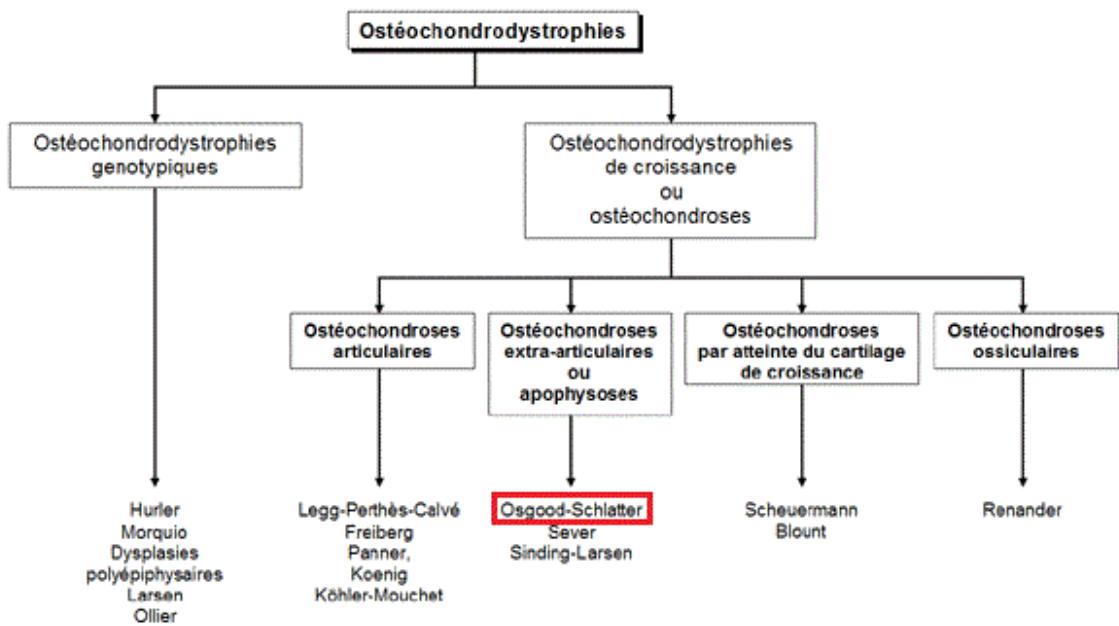 Ostéochondrodystrophies
Ostéochondrodystrophies
genotypiques
Ostéochondrodystrophies
de croissance
ou
ostéochondroses
Ostéochondroses
articulaires
Ostéochondroses
extra-articulaires
ou
apophysoses
Ostéochondroses
par atteinte du cartilage
de croissance
Ostéochondroses
ossiculaires
Hurler
Morquio
Dysplasies
polyépiphysaires
Larsen
Ollier
Legg-Perthès-Calvé
Freiberg
Panner,
Koenig
Köhler-Mouchet
Osgood-Schlatter
Sever
Sinding-Larsen
Scheuermann
Blount
Renander